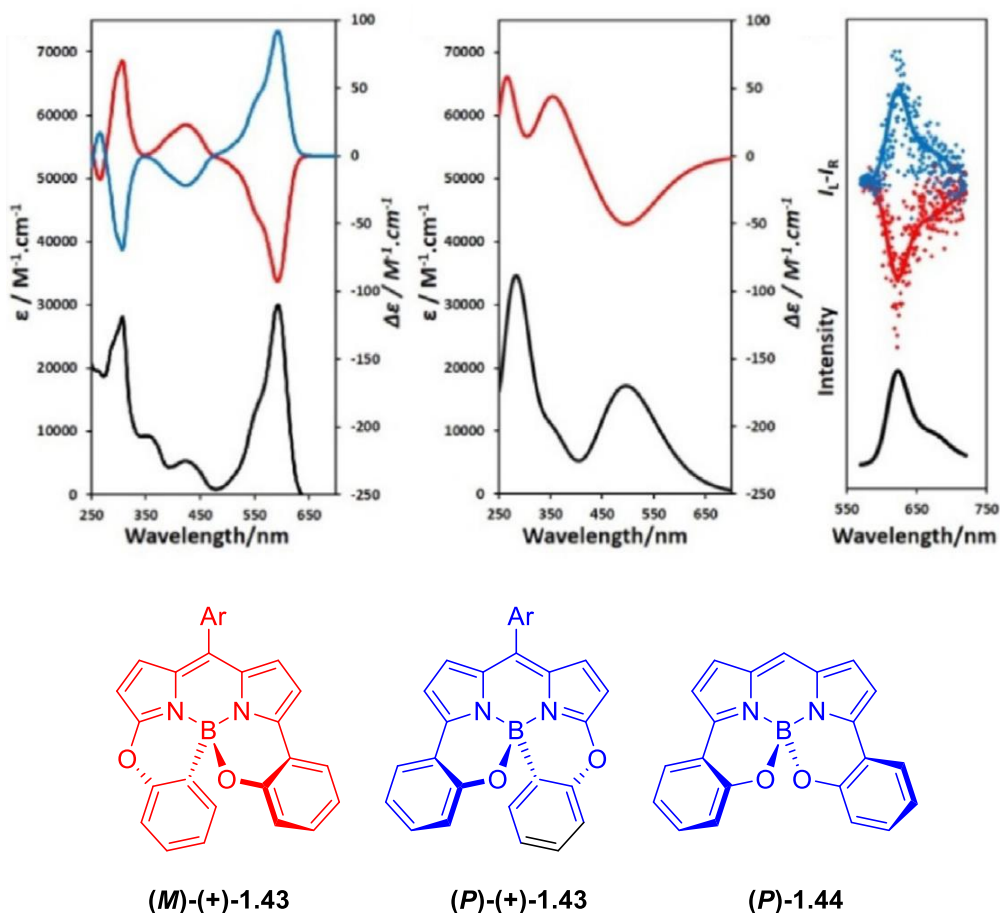 70000
60000
50000
40000
30000
20000
10000
0
ε / M⁻¹.cm⁻¹
100
50
0
-50
-100
-150
-200
-250
Δε / M⁻¹.cm⁻¹
250 350 450 550 650
Wavelength/nm
70000
60000
50000
40000
30000
20000
10000
0
ε / M⁻¹.cm⁻¹
100
50
0
-50
-100
-150
-200
-250
Δε / M⁻¹.cm⁻¹
250 350 450 550 650
Wavelength/nm
I_L-I_R
Intensity
550 650 750
Wavelength/nm
Ar
N N
B
O
O
(M)-(+)-1.43
Ar
N N
B
O
O
(P)-(+)-1.43
N N
B
O O
(P)-1.44